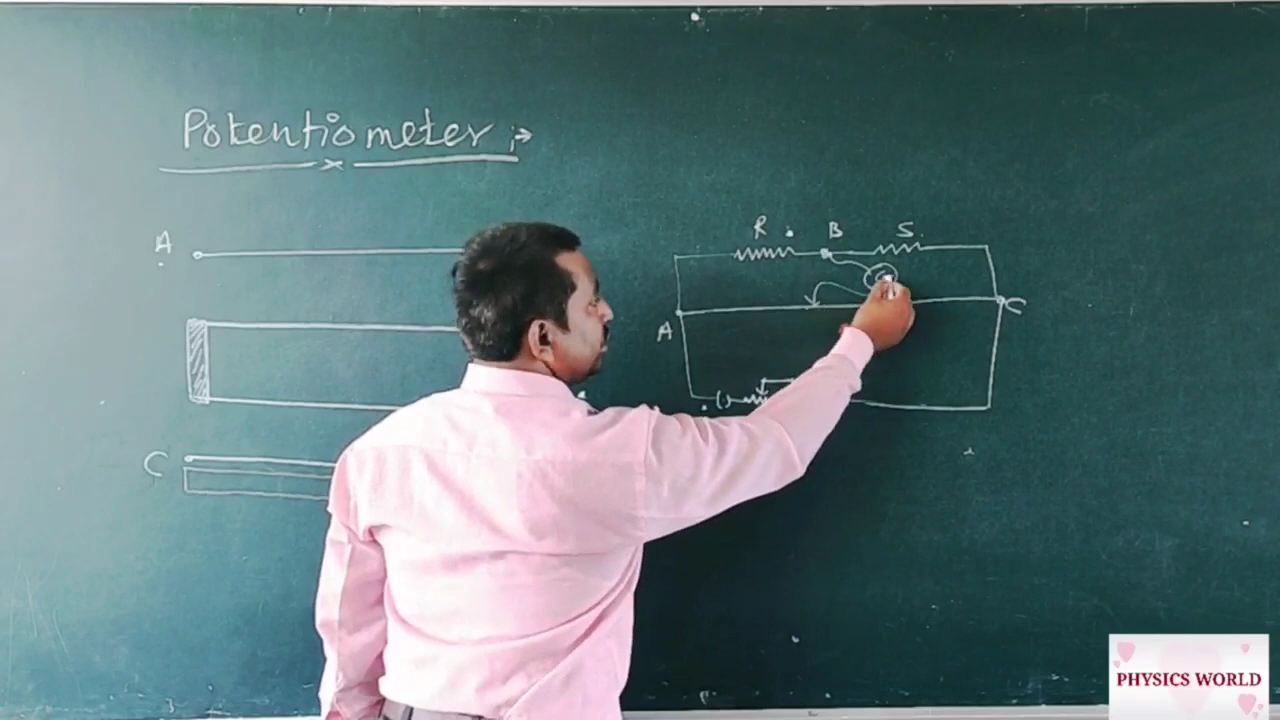 Potentiometer :→
A
R B S
G
A
C
( )
C
PHYSICS WORLD